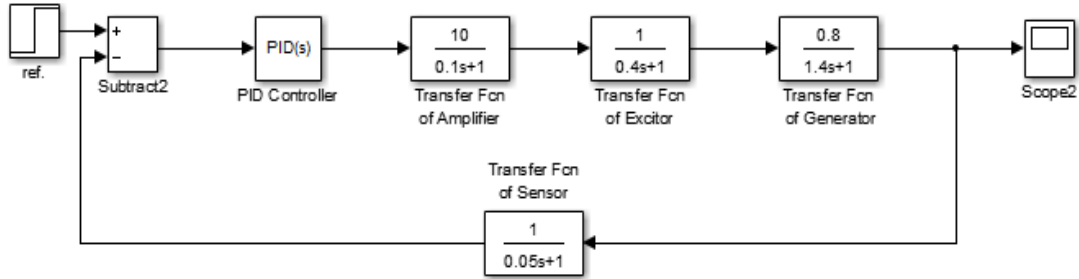 +
−
ref.
Subtract2
PID(s)
PID Controller
10
0.1s+1
Transfer Fcn
of Amplifier
1
0.4s+1
Transfer Fcn
of Excitor
0.8
1.4s+1
Transfer Fcn
of Generator
Scope2
Transfer Fcn
of Sensor
1
0.05s+1